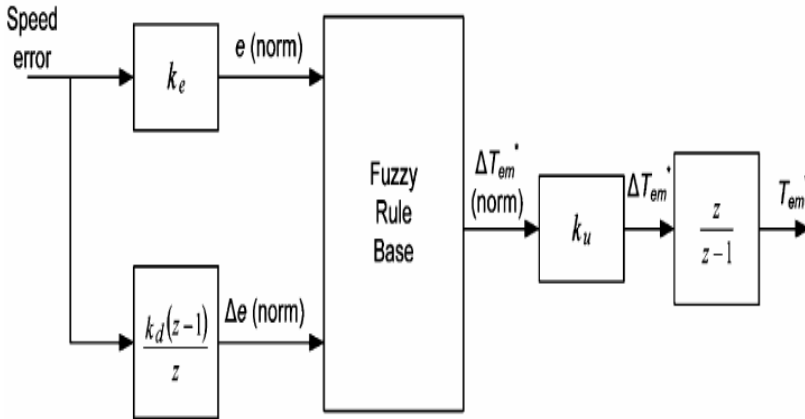 Speed
error
k_e
e (norm)
k_d(z-1)
z
Δe (norm)
Fuzzy
Rule
Base
ΔT_em*
(norm)
k_u
ΔT_em*
z
z-1
T_em*